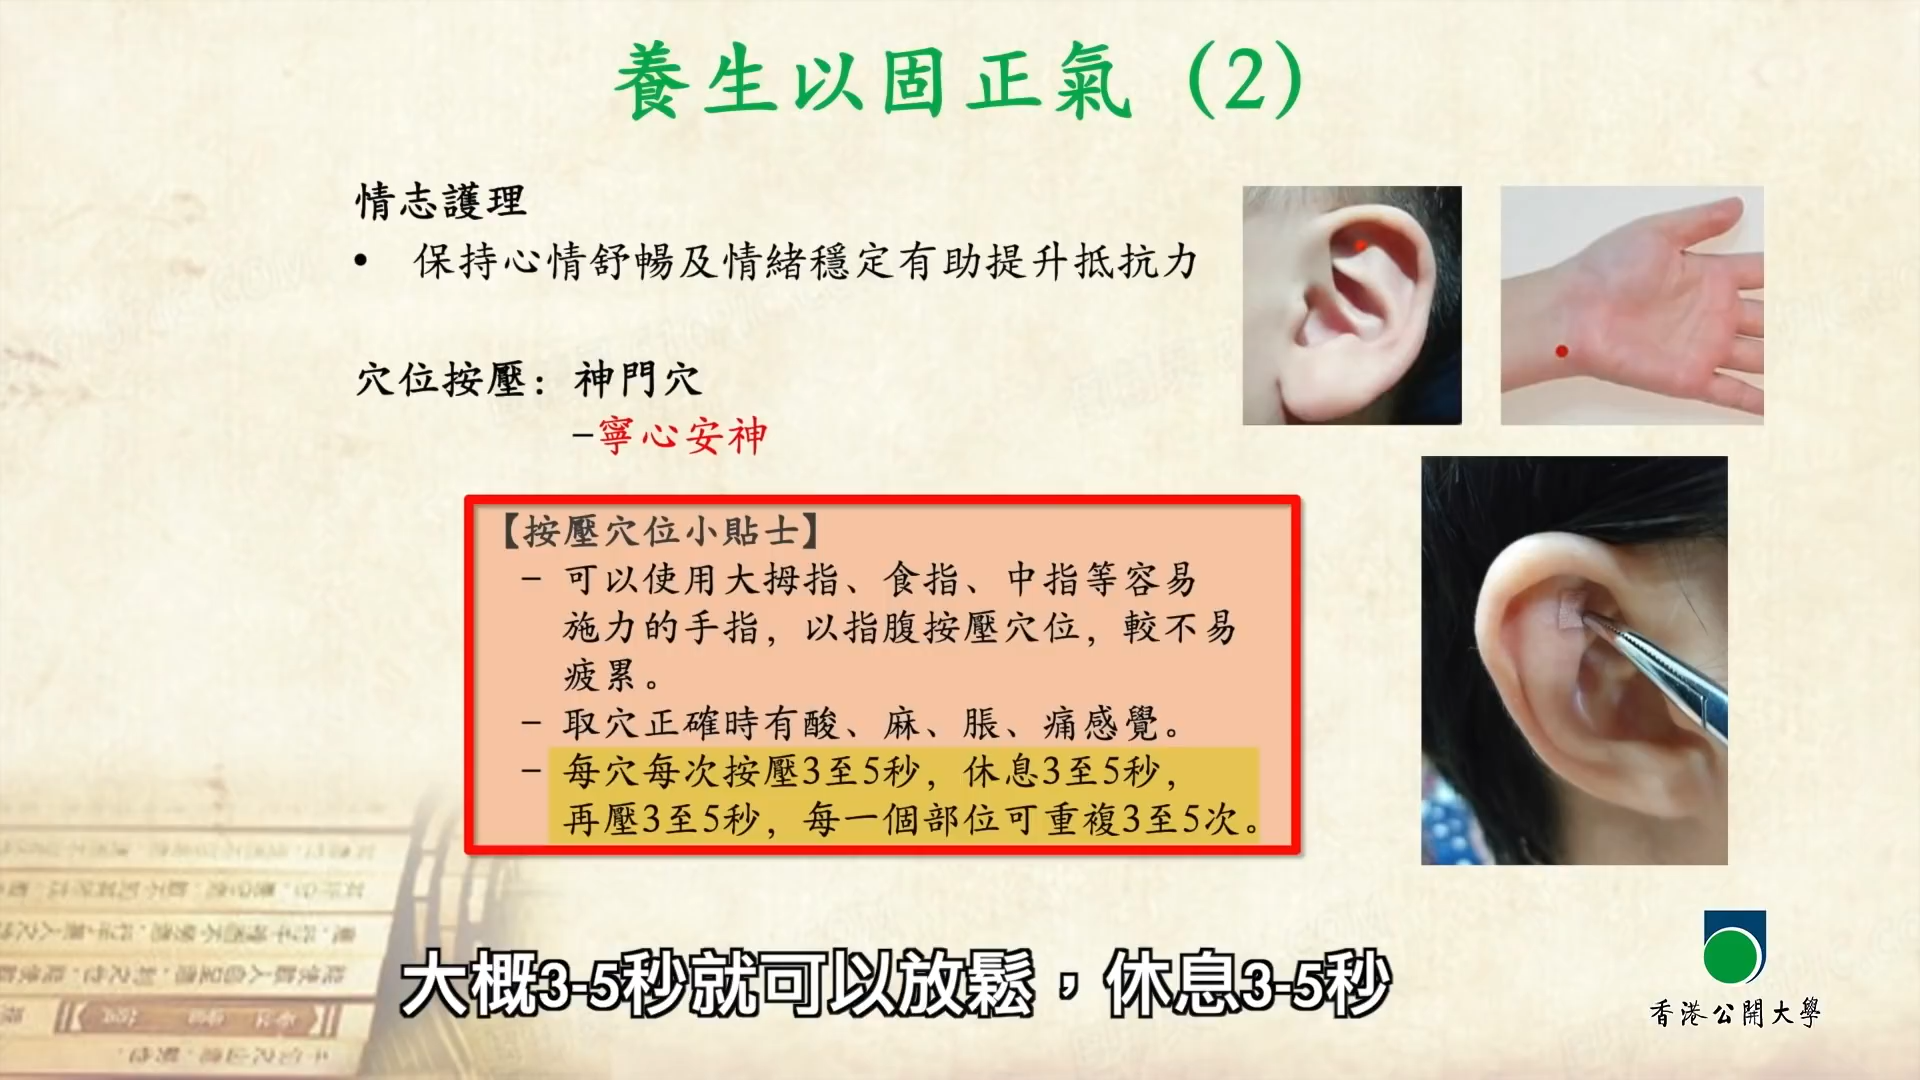 養生以固正氣（2）
情志護理
• 保持心情舒暢及情緒穩定有助提升抵抗力
穴位按壓：神門穴
–寧心安神
【按壓穴位小貼士】
– 可以使用大拇指、食指、中指等容易
施力的手指，以指腹按壓穴位，較不易
疲累。
– 取穴正確時有酸、麻、脹、痛感覺。
– 每穴每次按壓3至5秒，休息3至5秒，
再壓3至5秒，每一個部位可重複3至5次。
大概3-5秒就可以放鬆，休息3-5秒
香港公開大學